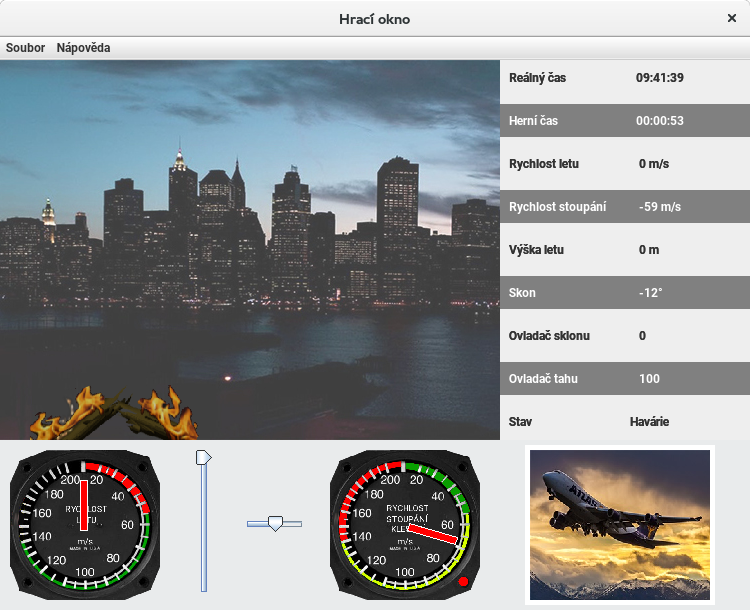 Hrací okno
Soubor Nápověda
Reálný čas 09:41:39
Herní čas 00:00:53
Rychlost letu 0 m/s
Rychlost stoupání -59 m/s
Výška letu 0 m
Skon -12°
Ovladač sklonu 0
Ovladač tahu 100
Stav Havárie
200 20
180 40
160 60
140 80
120 100
RYCHLOST
LETU
m/s
MADE IN U.S.A
200 20
180 40
160 60
140 80
120 100
RYCHLOST
STOUPÁNÍ
m/s
MADE IN U.S.A